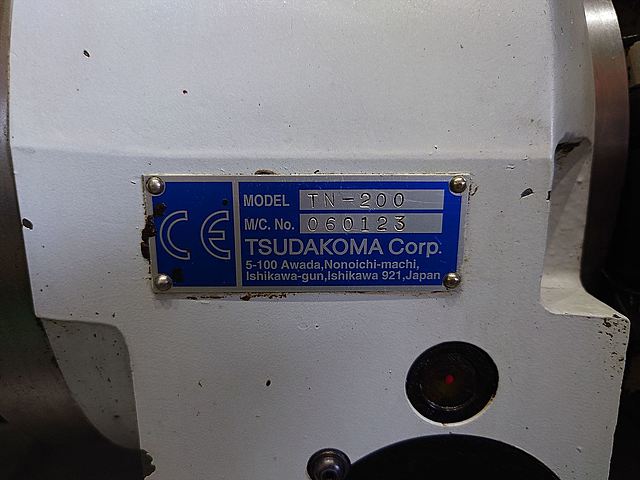 CE
MODEL TN-200
M/C. No. 060123
TSUDAKOMA Corp.
5-100 Awada,Nonoichi-machi,
Ishikawa-gun,Ishikawa 921,Japan